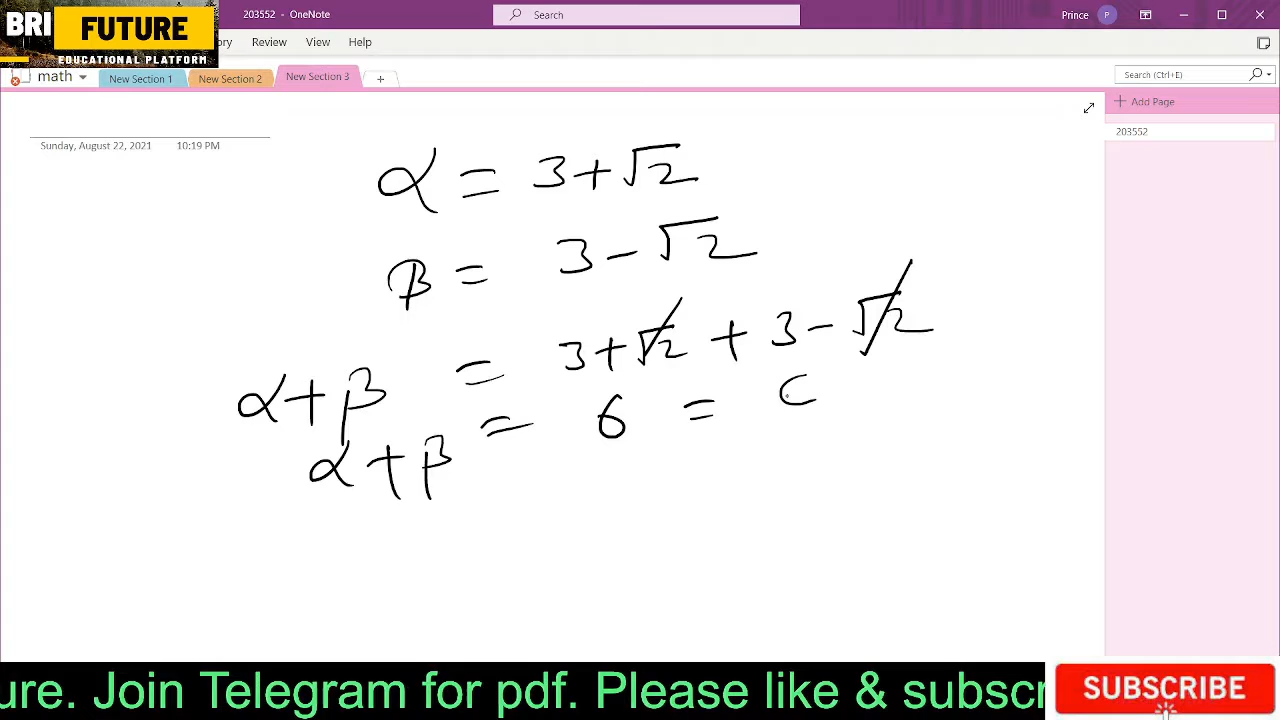 BRI
FUTURE
EDUCATIONAL PLATFORM
203552 - OneNote
Search
Prince
P
Review View Help
math
New Section 1
New Section 2
New Section 3
+
Search (Ctrl+E)
Add Page
203552
Sunday, August 22, 2021 10:19 PM
α = 3+√2
β = 3-√2
α+β = 3+√2 + 3-√2
α+β = 6 =
ure. Join Telegram for pdf. Please like & subscr
SUBSCRIBE